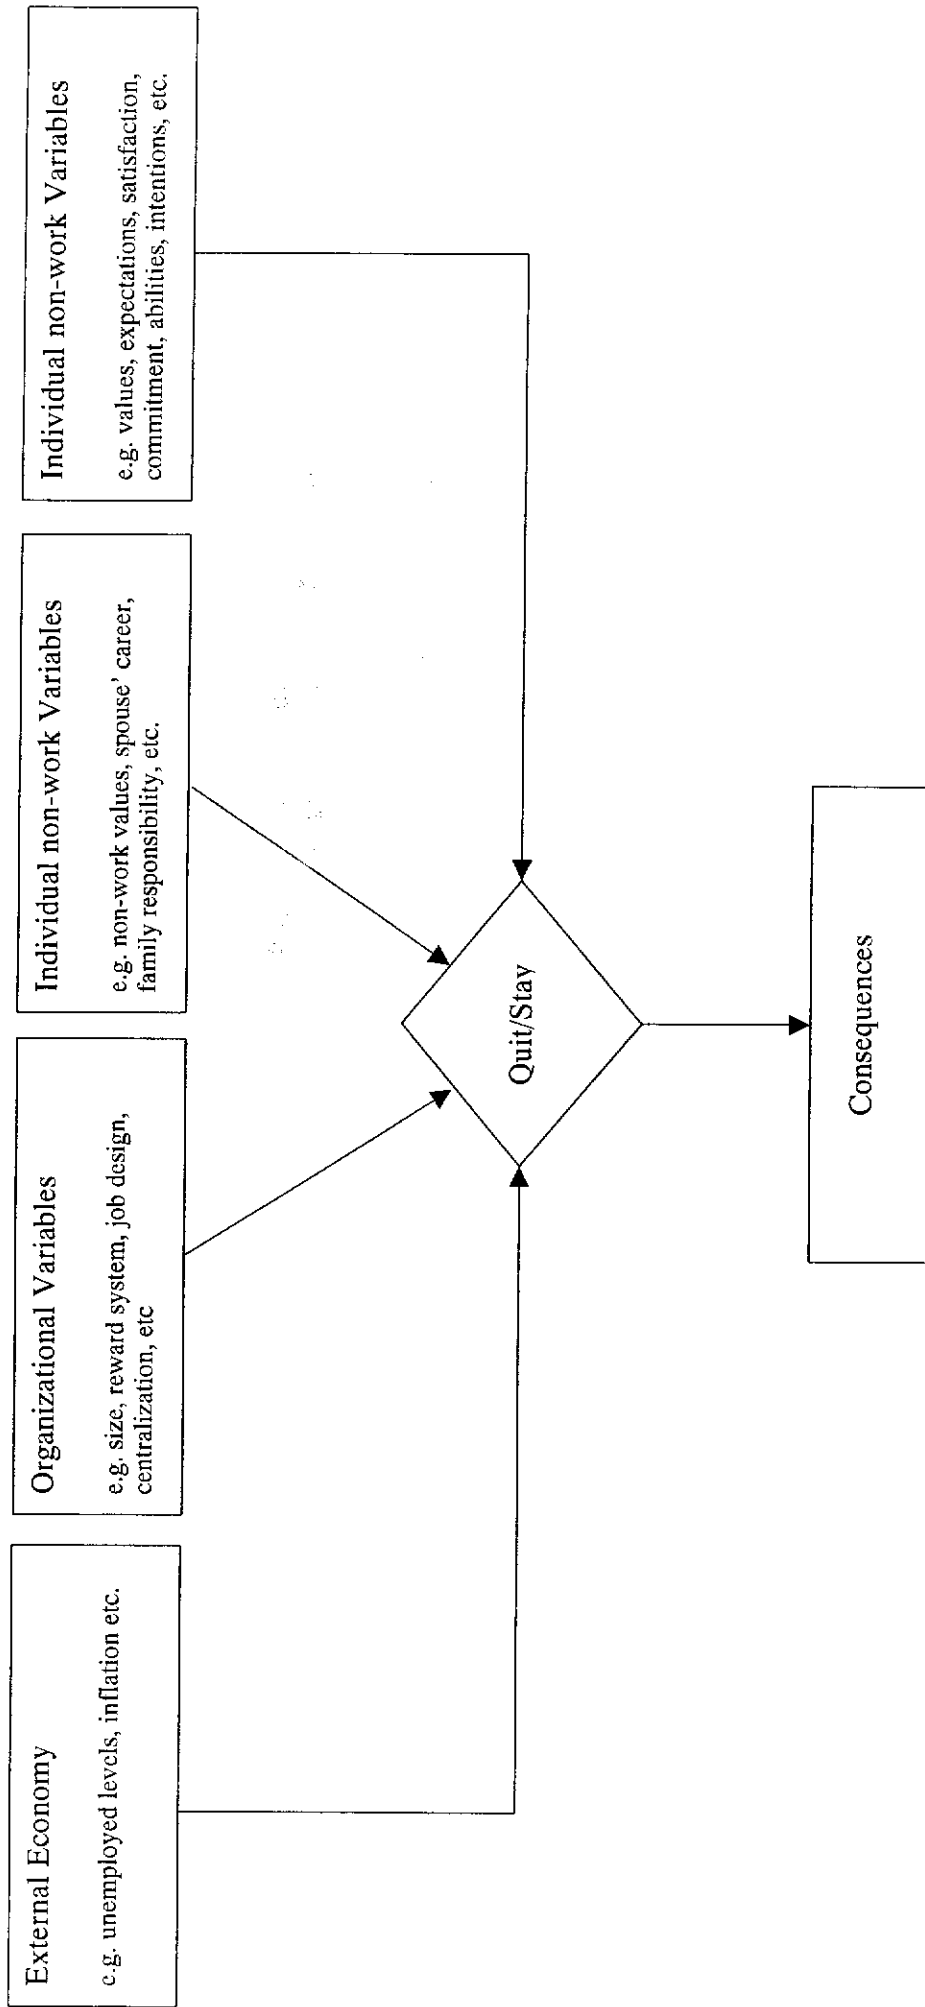 External Economy
e.g. unemployed levels, inflation etc.
Organizational Variables
e.g. size, reward system, job design,
centralization, etc
Individual non-work Variables
e.g. non-work values, spouse' career,
family responsibility, etc.
Individual non-work Variables
e.g. values, expectations, satisfaction,
commitment, abilities, intentions, etc.
Quit/Stay
Consequences